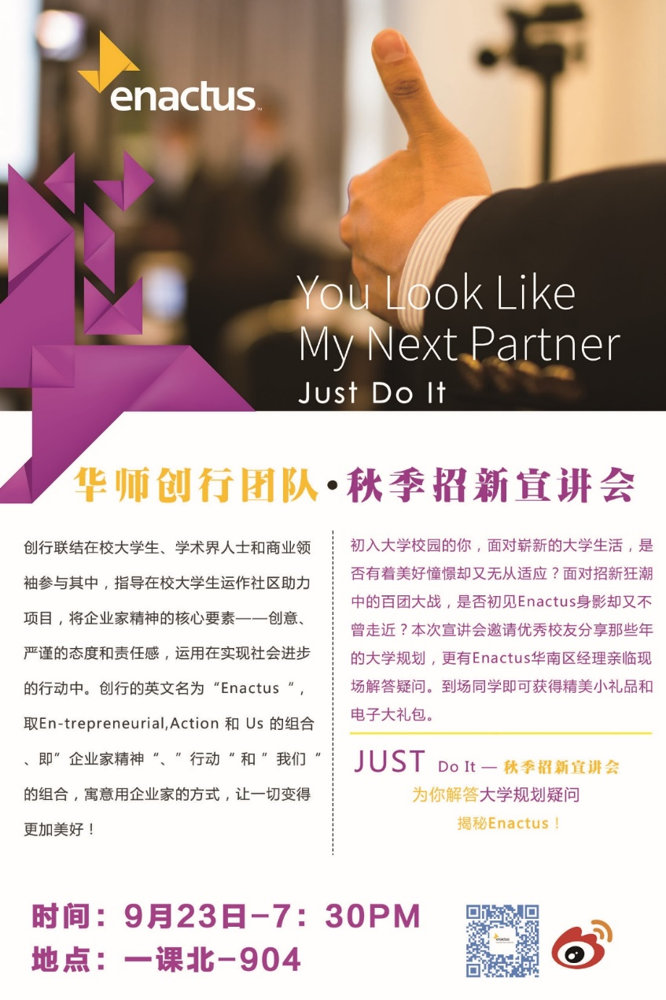 enactus
You Look Like
My Next Partner
Just Do It
华师创行团队·秋季招新宣讲会
创行联结在校大学生、学术界人士和商业领
袖参与其中，指导在校大学生运作社区助力
项目，将企业家精神的核心要素——创意、
严谨的态度和责任感，运用在实现社会进步
的行动中。创行的英文名为“Enactus“，
取En-trepreneurial,Action 和 Us 的组合
、即”企业家精神“、”行动“和”我们“
的组合，寓意用企业家的方式，让一切变得
更加美好！
初入大学校园的你，面对崭新的大学生活，是
否有着美好憧憬却又无从适应？面对招新狂潮
中的百团大战，是否初见Enactus身影却又不
曾走近？本次宣讲会邀请优秀校友分享那些年
的大学规划，更有Enactus华南区经理亲临现
场解答疑问。到场同学即可获得精美小礼品和
电子大礼包。
JUST Do It — 秋季招新宣讲会
为你解答大学规划疑问
揭秘Enactus！
时间：9月23日-7：30PM
地点：一课北-904
enactus